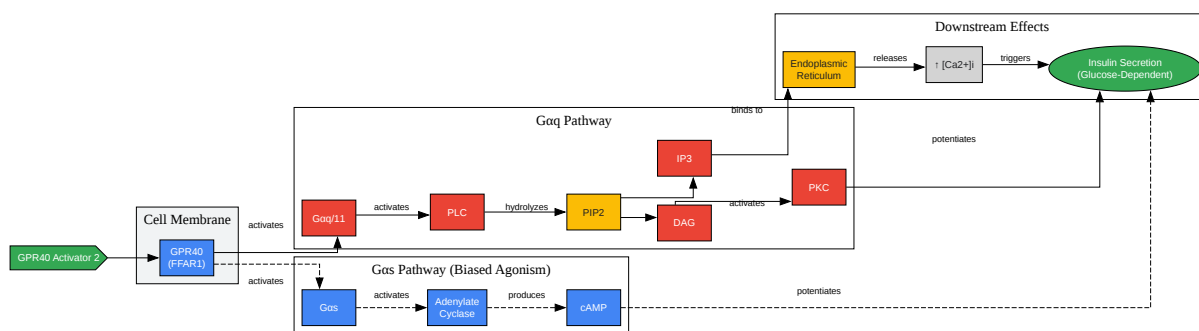 Downstream Effects
Endoplasmic
Reticulum
releases
↑ [Ca2+]i
triggers
Insulin Secretion
(Glucose-Dependent)
binds to
Gαq Pathway
potentiates
IP3
PKC
activates
Gαq/11
activates
PLC
hydrolyzes
PIP2
DAG
Cell Membrane
activates
GPR40 Activator 2
GPR40
(FFAR1)
activates
Gαs Pathway (Biased Agonism)
Gαs
activates
Adenylate
Cyclase
produces
cAMP
potentiates